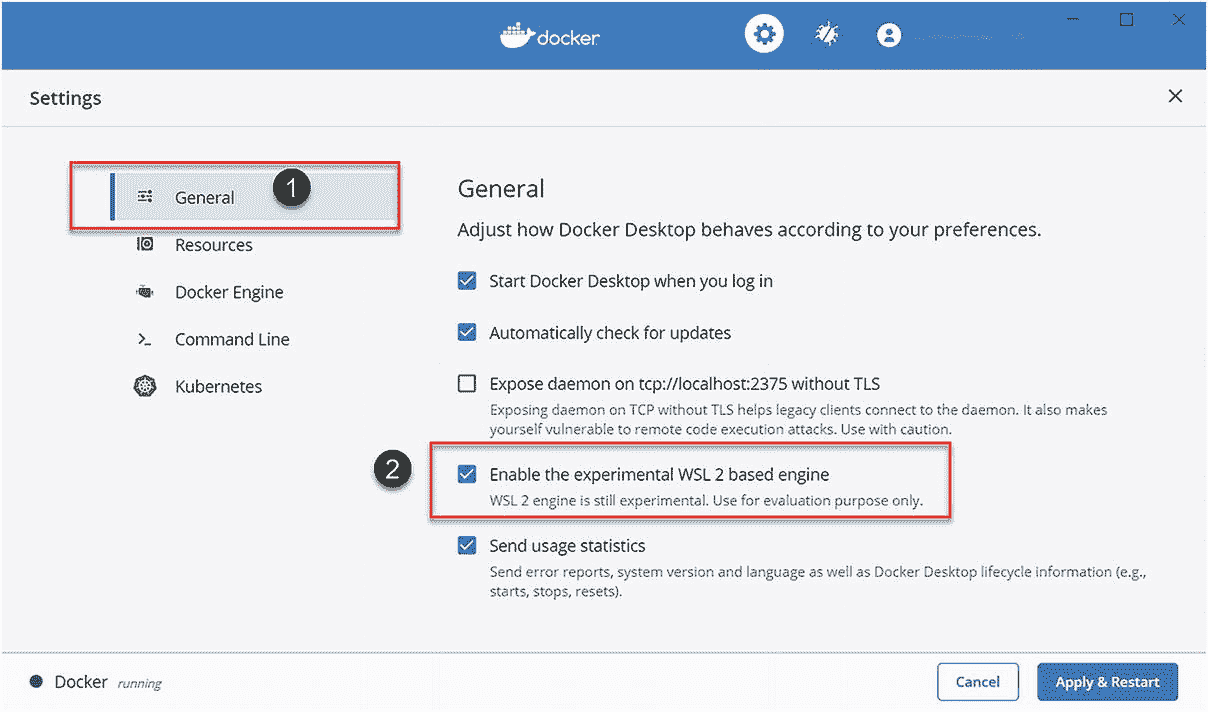 docker
Settings
General
1
Resources
Docker Engine
Command Line
Kubernetes
General
Adjust how Docker Desktop behaves according to your preferences.
Start Docker Desktop when you log in
Automatically check for updates
Expose daemon on tcp://localhost:2375 without TLS
Exposing daemon on TCP without TLS helps legacy clients connect to the daemon. It also makes
yourself vulnerable to remote code execution attacks. Use with caution.
2
Enable the experimental WSL 2 based engine
WSL 2 engine is still experimental. Use for evaluation purpose only.
Send usage statistics
Send error reports, system version and language as well as Docker Desktop lifecycle information (e.g.,
starts, stops, resets).
Docker running
Cancel
Apply & Restart